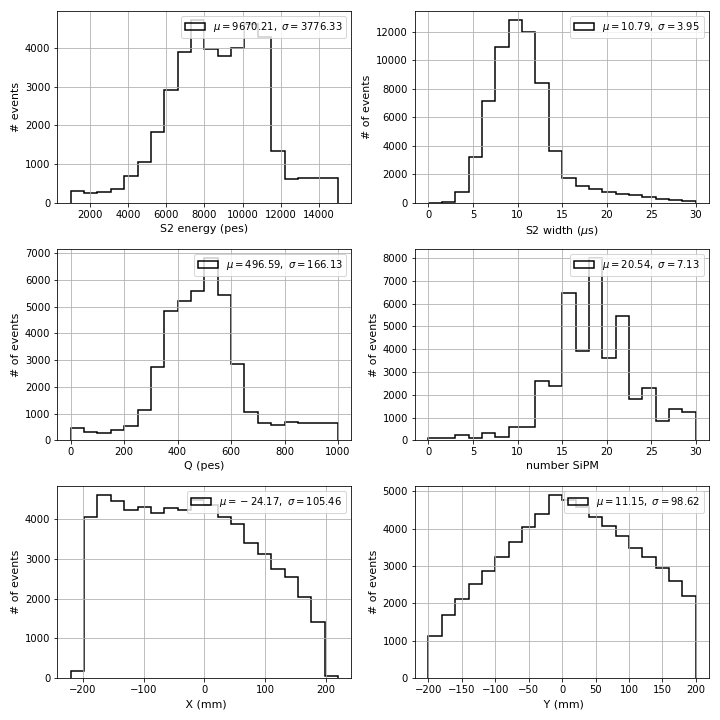 μ = 9670.21, σ = 3776.33
# events
4000
3000
2000
1000
0
2000 4000 6000 8000 10000 12000 14000
S2 energy (pes)
μ = 10.79, σ = 3.95
# of events
12000
10000
8000
6000
4000
2000
0
0 5 10 15 20 25 30
S2 width (μs)
μ = 496.59, σ = 166.13
# of events
7000
6000
5000
4000
3000
2000
1000
0
0 200 400 600 800 1000
Q (pes)
μ = 20.54, σ = 7.13
# of events
8000
7000
6000
5000
4000
3000
2000
1000
0
0 5 10 15 20 25 30
number SiPM
μ = −24.17, σ = 105.46
# of events
4000
3000
2000
1000
0
−200 −100 0 100 200
X (mm)
μ = 11.15, σ = 98.62
# of events
5000
4000
3000
2000
1000
0
−200 −150 −100 −50 0 50 100 150 200
Y (mm)